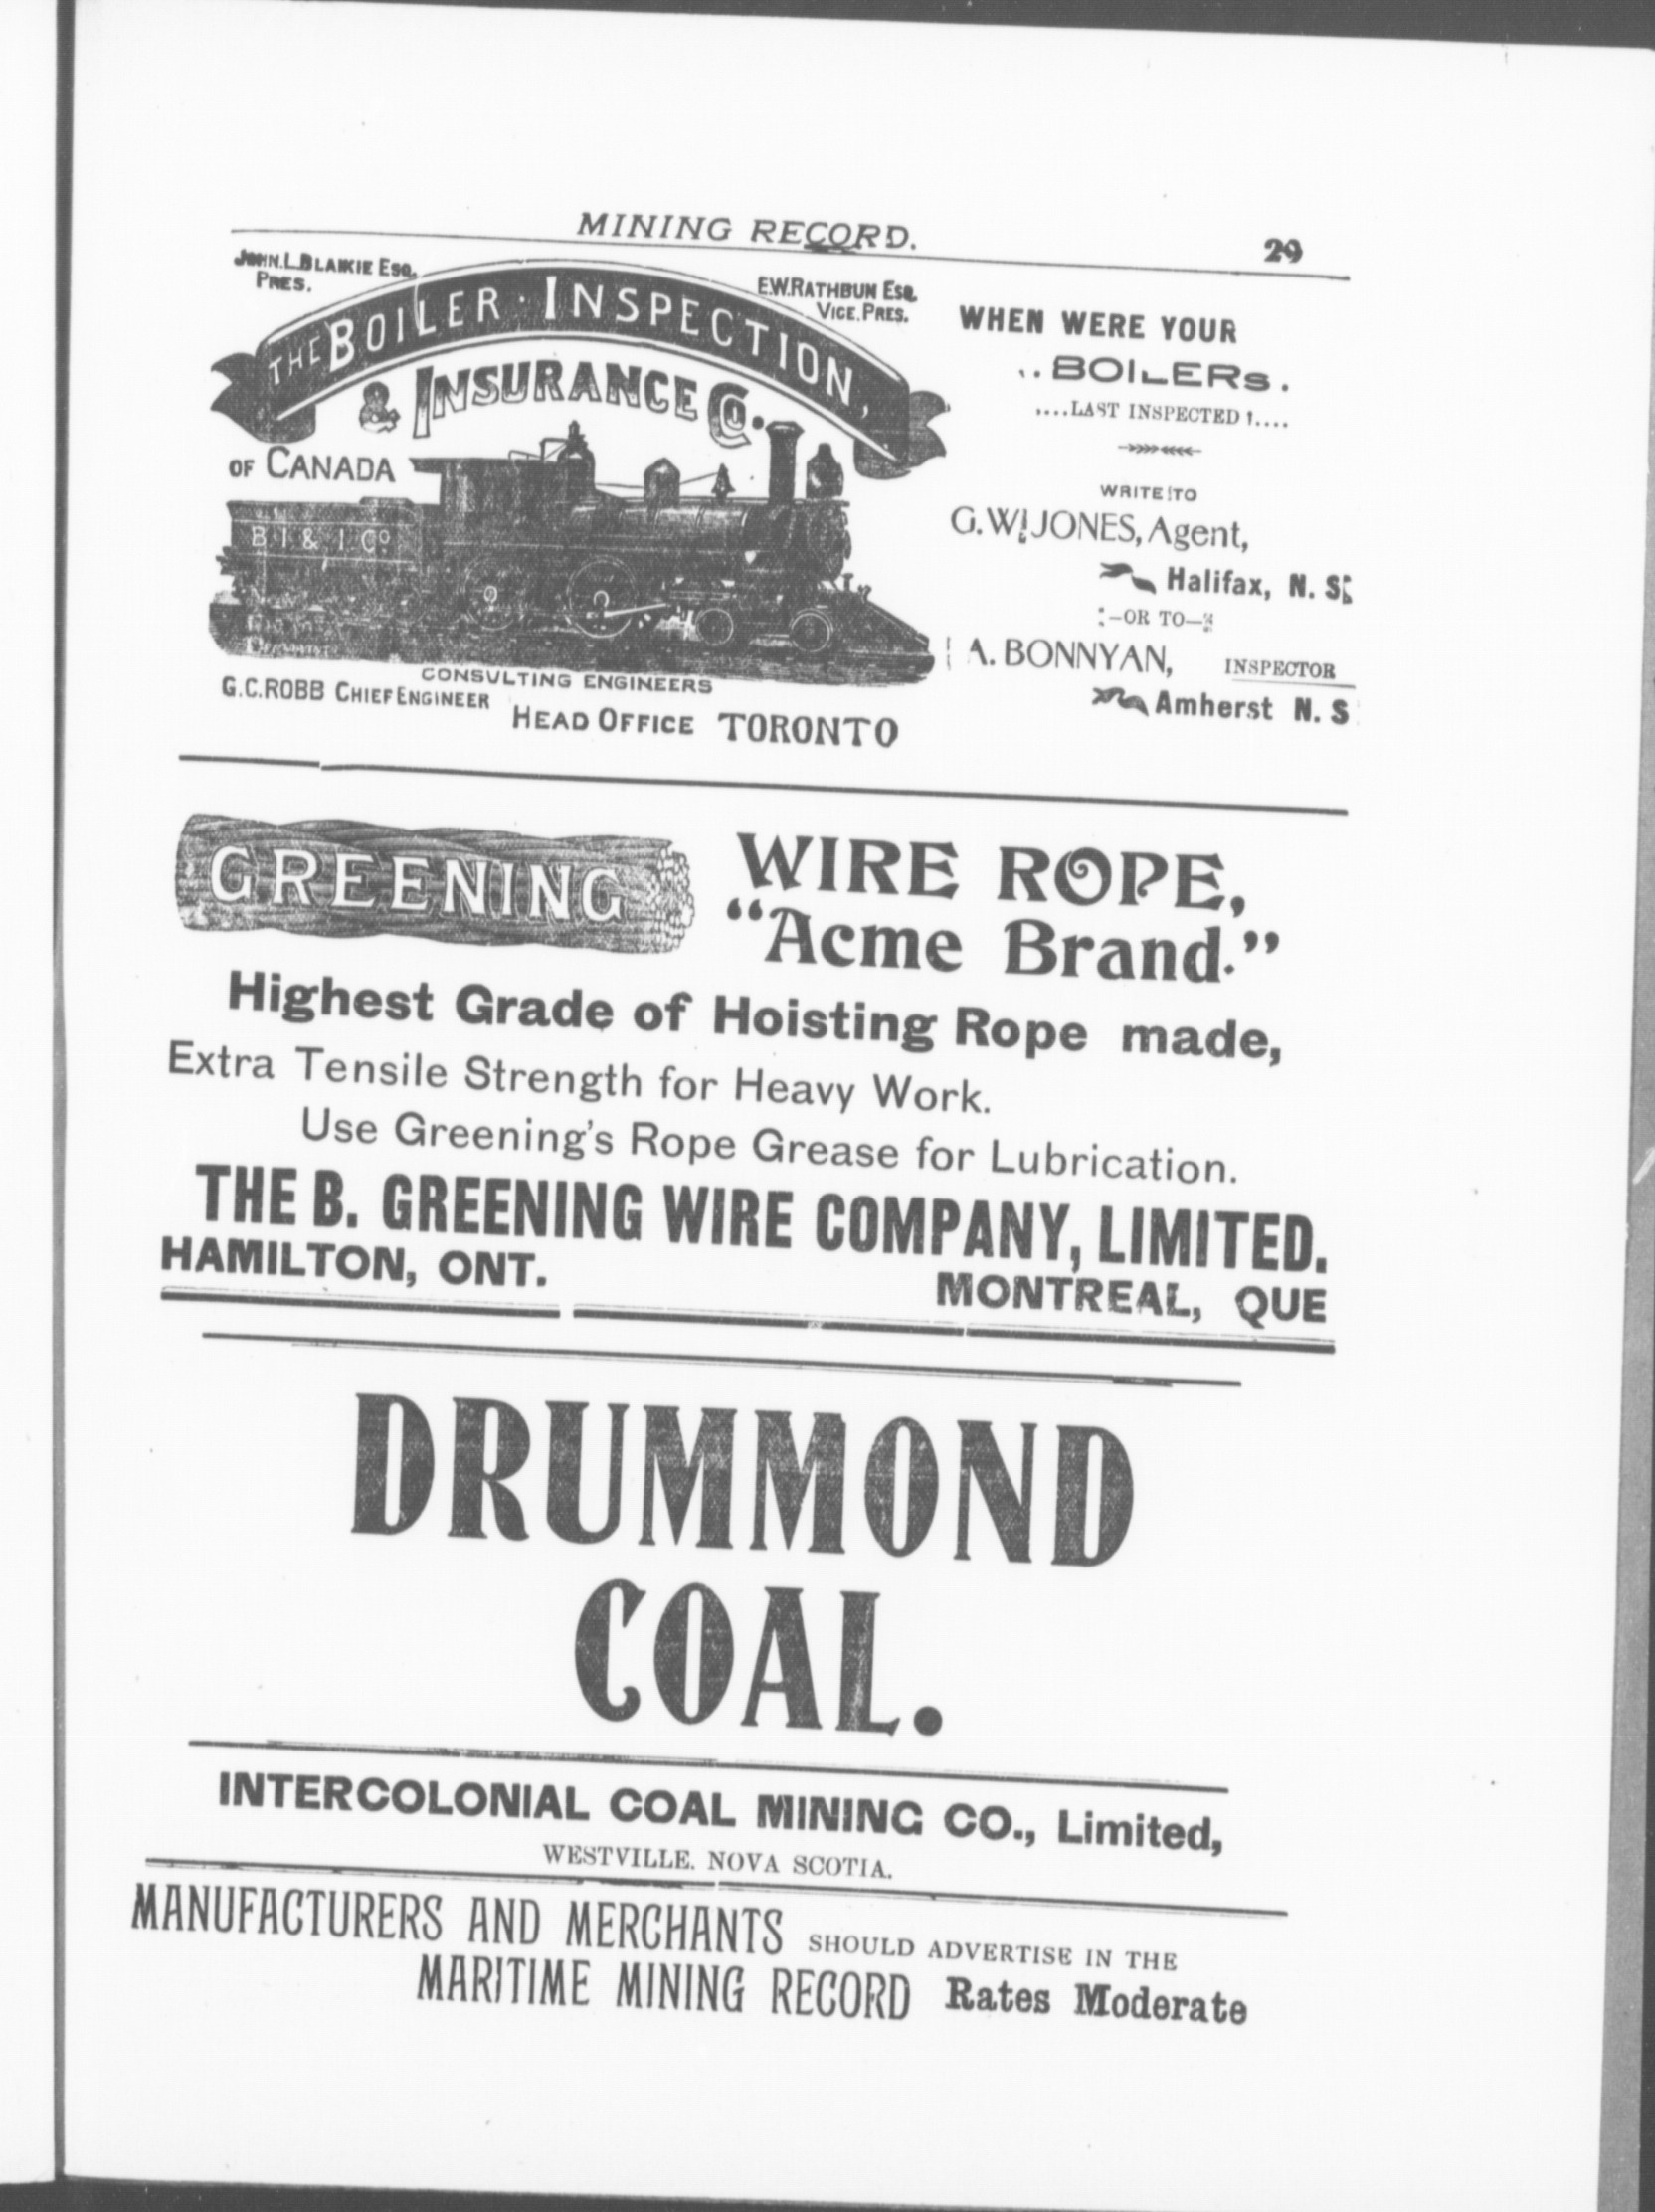 MINING RECORD.
29
JOHN.L.BLAIKIE ESQ.
PRES.
E.W.RATHBUN ESQ.
VICE.PRES.
THE BOILER · INSPECTION,
& INSURANCE Co.
OF CANADA
B I & I Co
CONSULTING ENGINEERS
G.C.ROBB CHIEF ENGINEER
HEAD OFFICE TORONTO
WHEN WERE YOUR
..BOILERs.
....LAST INSPECTED ?....
WRITE TO
G.W. JONES, Agent,
Halifax, N. S.
–OR TO–
A. BONNYAN, INSPECTOR
Amherst N. S
GREENING
WIRE ROPE,
“Acme Brand.”
Highest Grade of Hoisting Rope made,
Extra Tensile Strength for Heavy Work.
Use Greening's Rope Grease for Lubrication.
THE B. GREENING WIRE COMPANY, LIMITED.
HAMILTON, ONT. MONTREAL, QUE
DRUMMOND
COAL.
INTERCOLONIAL COAL MINING CO., Limited,
WESTVILLE. NOVA SCOTIA.
MANUFACTURERS AND MERCHANTS SHOULD ADVERTISE IN THE
MARITIME MINING RECORD Rates Moderate